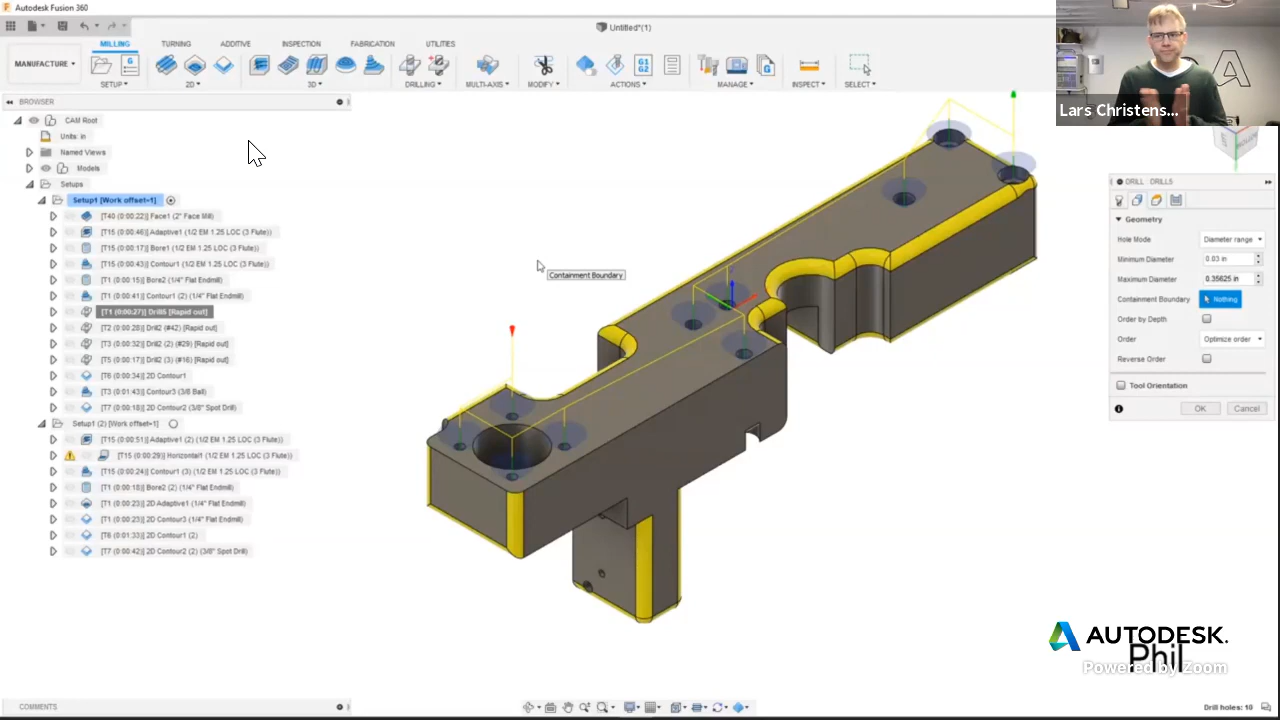 Autodesk Fusion 360
Untitled*(1)
MILLING TURNING ADDITIVE INSPECTION FABRICATION UTILITIES
MANUFACTURE
SETUP 2D 3D DRILLING MULTI-AXIS MODIFY ACTIONS MANAGE INSPECT SELECT
Lars Christens...
BROWSER
CAM Root
Units: in
Named Views
Models
Setups
Setup1 [Work offset=1]
[T40 (0:00:22)] Face1 (2" Face Mill)
[T15 (0:00:46)] Adaptive1 (1/2 EM 1.25 LOC (3 Flute))
[T15 (0:00:17)] Bore1 (1/2 EM 1.25 LOC (3 Flute))
[T15 (0:00:43)] Contour1 (1/2 EM 1.25 LOC (3 Flute))
[T1 (0:00:15)] Bore2 (1/4" Flat Endmill)
[T1 (0:00:41)] Contour1 (2) (1/4" Flat Endmill)
[T1 (0:00:27)] Drill5 [Rapid out]
[T2 (0:00:28)] Drill2 (#42) [Rapid out]
[T3 (0:00:32)] Drill2 (2) (#29) [Rapid out]
[T5 (0:00:17)] Drill2 (3) (#16) [Rapid out]
[T6 (0:00:34)] 2D Contour1
[T3 (0:01:43)] Contour3 (3/8 Ball)
[T7 (0:00:18)] 2D Contour2 (3/8" Spot Drill)
Setup1 (2) [Work offset=1]
[T15 (0:00:51)] Adaptive1 (2) (1/2 EM 1.25 LOC (3 Flute))
[T15 (0:00:29)] Horizontal1 (1/2 EM 1.25 LOC (3 Flute))
[T15 (0:00:24)] Contour1 (3) (1/2 EM 1.25 LOC (3 Flute))
[T1 (0:00:18)] Bore2 (2) (1/4" Flat Endmill)
[T1 (0:00:23)] 2D Adaptive1 (1/4" Flat Endmill)
[T1 (0:00:23)] 2D Contour3 (1/4" Flat Endmill)
[T6 (0:01:33)] 2D Contour1 (2)
[T7 (0:00:42)] 2D Contour2 (2) (3/8" Spot Drill)
Containment Boundary
DRILL : DRILL5
Geometry
Hole Mode Diameter range
Minimum Diameter 0.03 in
Maximum Diameter 0.35625 in
Containment Boundary Nothing
Order by Depth
Order Optimize order
Reverse Order
Tool Orientation
OK Cancel
AUTODESK.
Phil
Powered by Zoom
COMMENTS
Drill holes: 10